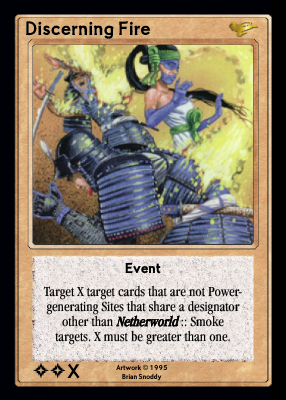 Discerning Fire
Event
Target X target cards that are not Power-
generating Sites that share a designator
other than Netherworld :: Smoke
targets. X must be greater than one.
X
Artwork © 1995
Brian Snoddy